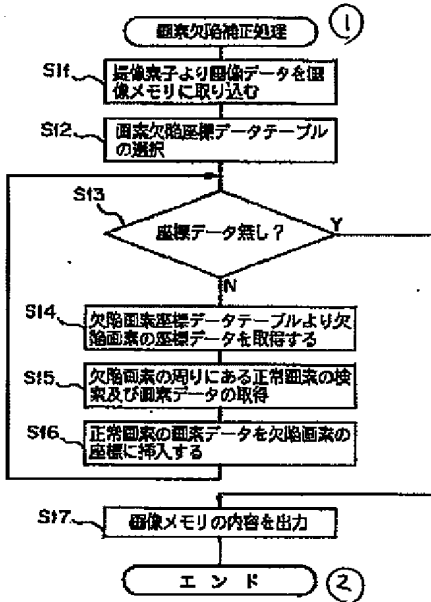 画素欠陥補正処理
①
S11
撮像素子より画像データを画
像メモリに取り込む
S12
画素欠陥座標データテーブル
の選択
S13
座標データ無し?
Y
N
S14
欠陥画素座標データテーブルより欠
陥画素の座標データを取得する
S15
欠陥画素の周りにある正常画素の検
索及び画素データの取得
S16
正常画素の画素データを欠陥画素の
座標に挿入する
S17
画像メモリの内容を出力
エンド
②